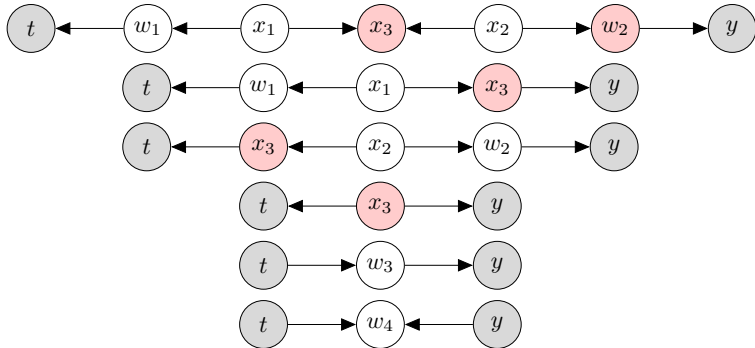 t w₁ x₁ x₃ x₂ w₂ y
t w₁ x₁ x₃ y
t x₃ x₂ w₂ y
t x₃ y
t w₃ y
t w₄ y